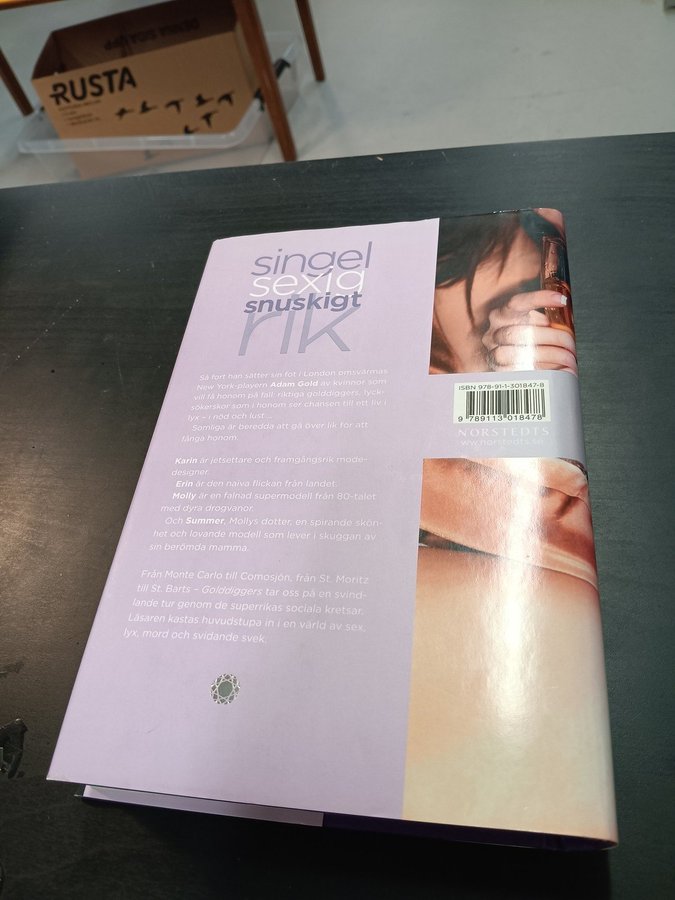 DENNA SIDA UPP
RUSTA
singel
sexig
snuskigt
rik
Så fort han sätter sin fot i London omsvärmas
New York-playern Adam Gold av kvinnor som
vill få honom på fall: riktiga golddiggers, lyck-
sökerskor som i honom ser chansen till ett liv i
lyx – i nöd och lust ...
Somliga är beredda att gå över lik för att
fånga honom.
Karin är jetsettare och framgångsrik mode-
designer.
Erin är den naiva flickan från landet.
Molly är en falnad supermodell från 80-talet
med dyra drogvanor.
Och Summer, Mollys dotter, en spirande skön-
het och lovande modell som lever i skuggan av
sin berömda mamma.
Från Monte Carlo till Comosjön, från St. Moritz
till St. Barts – Golddiggers tar oss på en svind-
lande tur genom de superrikas sociala kretsar.
Läsaren kastas huvudstupa in i en värld av sex,
lyx, mord och svidande svek.
ISBN 978-91-1-301847-8
9 789113 018478
NORSTEDTS
www.norstedts.se